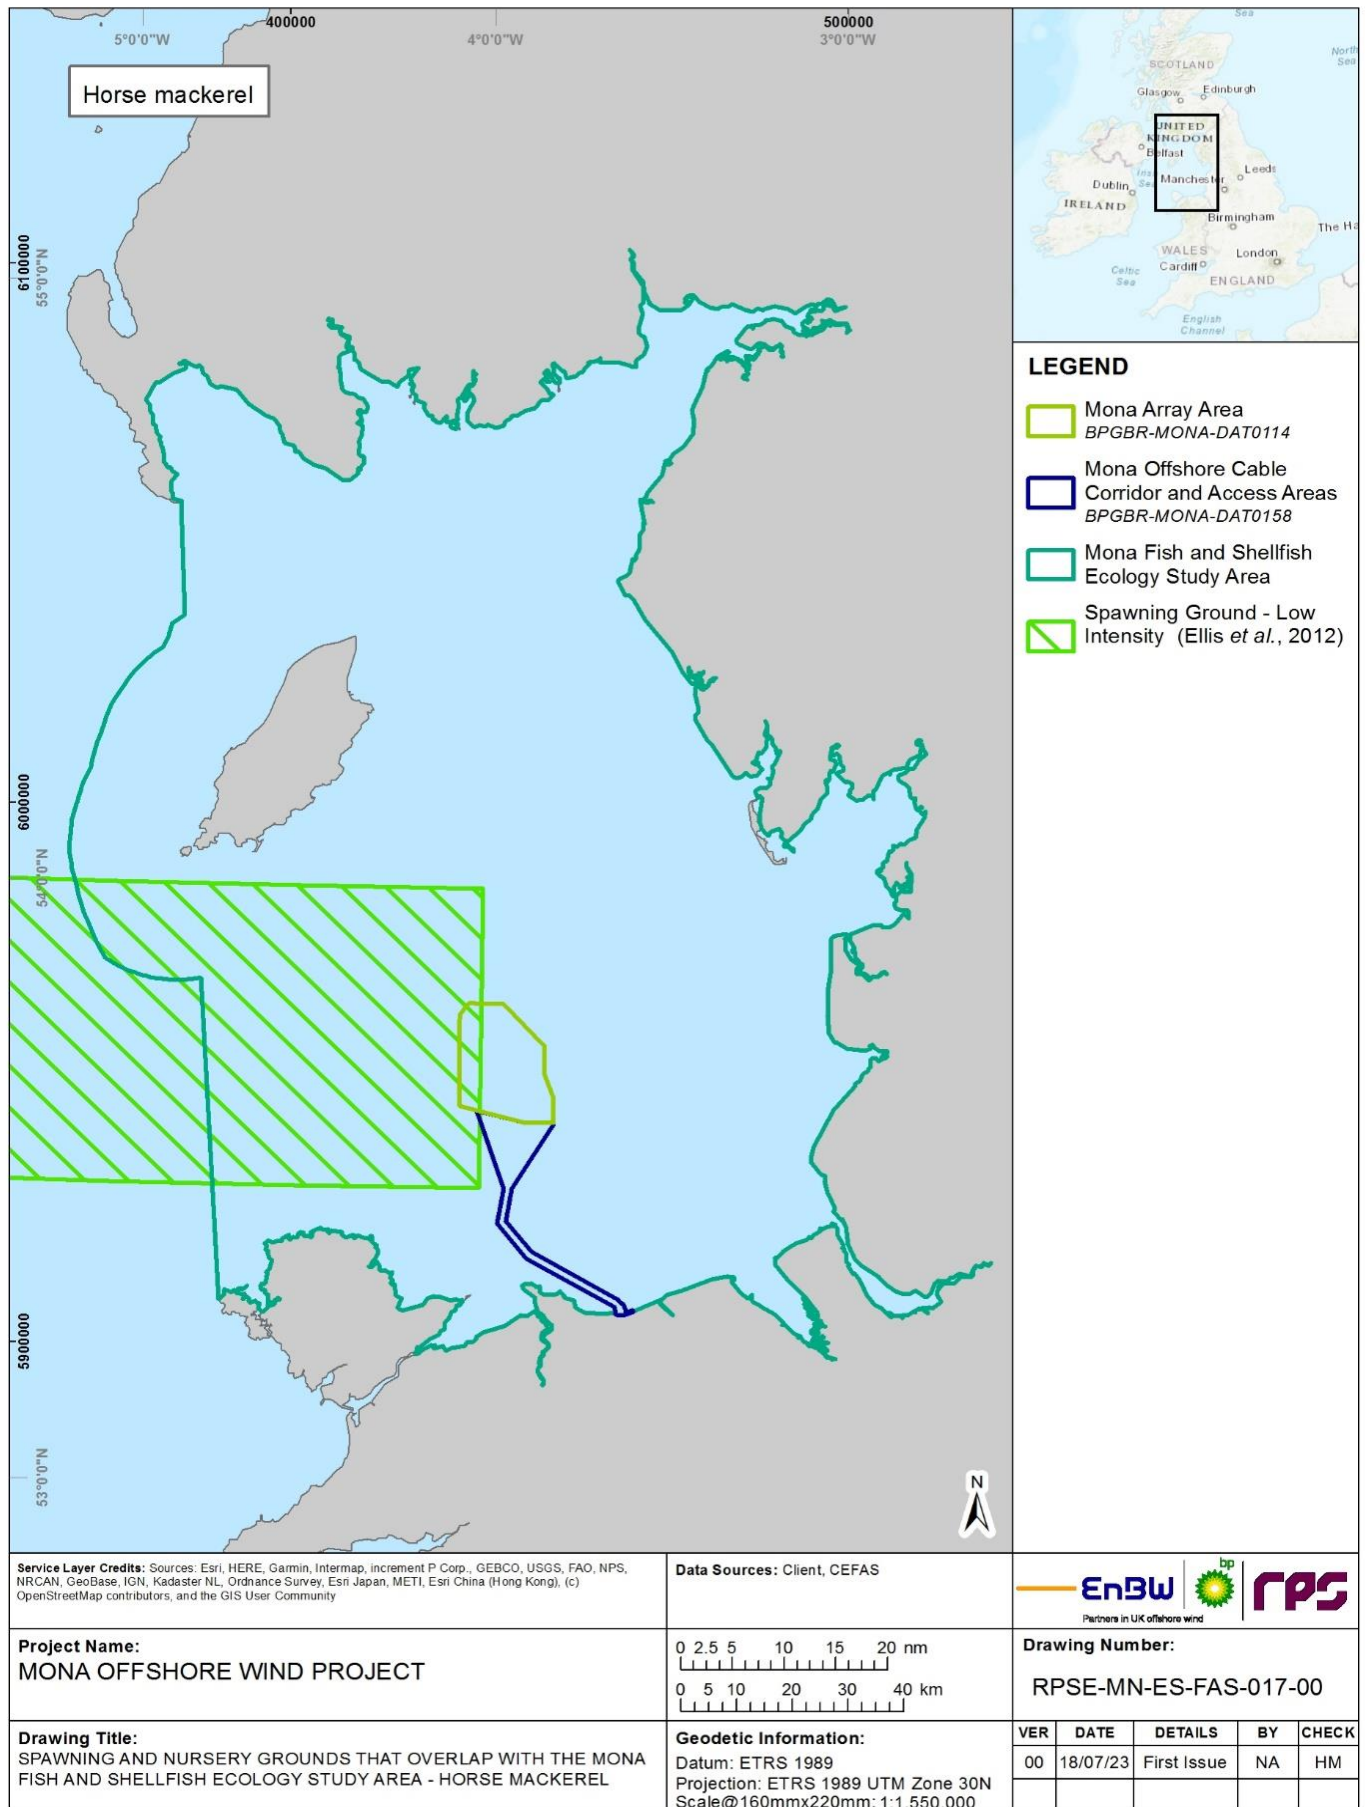 400000
500000
5°0'0"W
4°0'0"W
3°0'0"W
Horse mackerel
6100000
55°0'0"N
6000000
54°0'0"N
5900000
53°0'0"N
N
Sea
North
Sea
SCOTLAND
Glasgow
Edinburgh
UNITED
KINGDOM
Belfast
Leeds
Manchester
Dublin
Sea
IRELAND
Birmingham
The Ha
WALES
London
Cardiff
Celtic
Sea
ENGLAND
English
Channel
LEGEND
Mona Array Area
BPGBR-MONA-DAT0114
Mona Offshore Cable
Corridor and Access Areas
BPGBR-MONA-DAT0158
Mona Fish and Shellfish
Ecology Study Area
Spawning Ground - Low
Intensity (Ellis et al., 2012)
Service Layer Credits: Sources: Esri, HERE, Garmin, Intermap, increment P Corp., GEBCO, USGS, FAO, NPS,
NRCAN, GeoBase, IGN, Kadaster NL, Ordnance Survey, Esri Japan, METI, Esri China (Hong Kong), (c)
OpenStreetMap contributors, and the GIS User Community
Data Sources: Client, CEFAS
EnBW
Partners in UK offshore wind
bp
rps
Project Name:
MONA OFFSHORE WIND PROJECT
0 2.5 5 10 15 20 nm
0 5 10 20 30 40 km
Drawing Number:
RPSE-MN-ES-FAS-017-00
Drawing Title:
SPAWNING AND NURSERY GROUNDS THAT OVERLAP WITH THE MONA
FISH AND SHELLFISH ECOLOGY STUDY AREA - HORSE MACKEREL
Geodetic Information:
Datum: ETRS 1989
Projection: ETRS 1989 UTM Zone 30N
Scale@160mmx220mm: 1:1,550,000
VER DATE DETAILS BY CHECK
00 18/07/23 First Issue NA HM